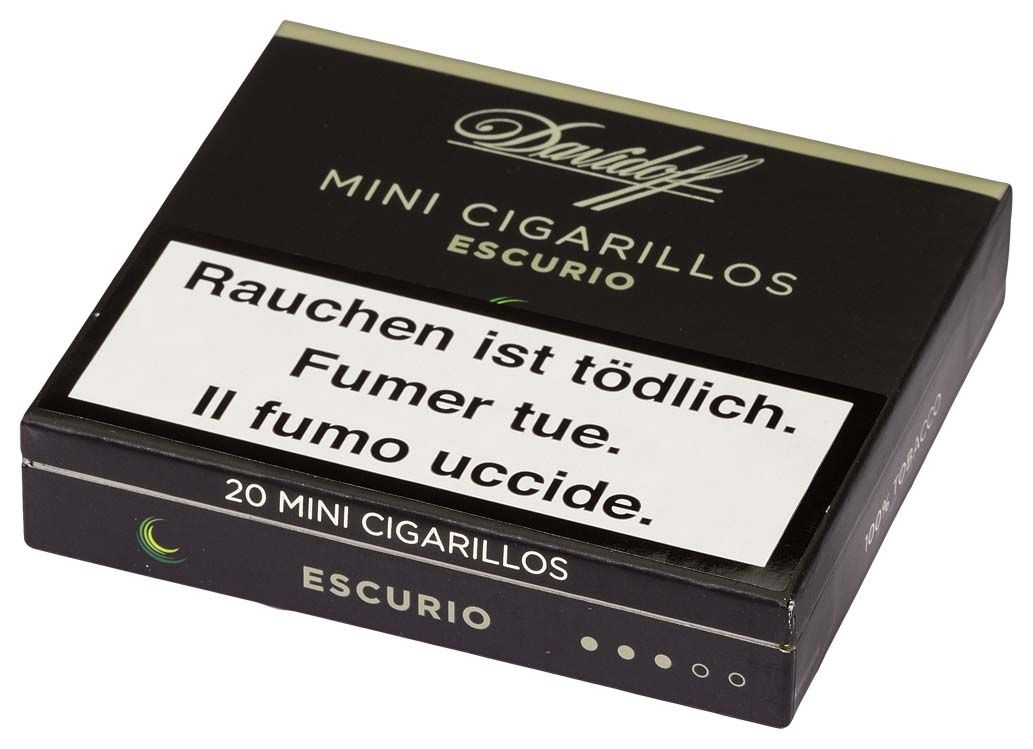 Davidoff
MINI CIGARILLOS
ESCURIO
Rauchen ist tödlich.
Fumer tue.
Il fumo uccide.
20 MINI CIGARILLOS
ESCURIO
100% TOBACCO